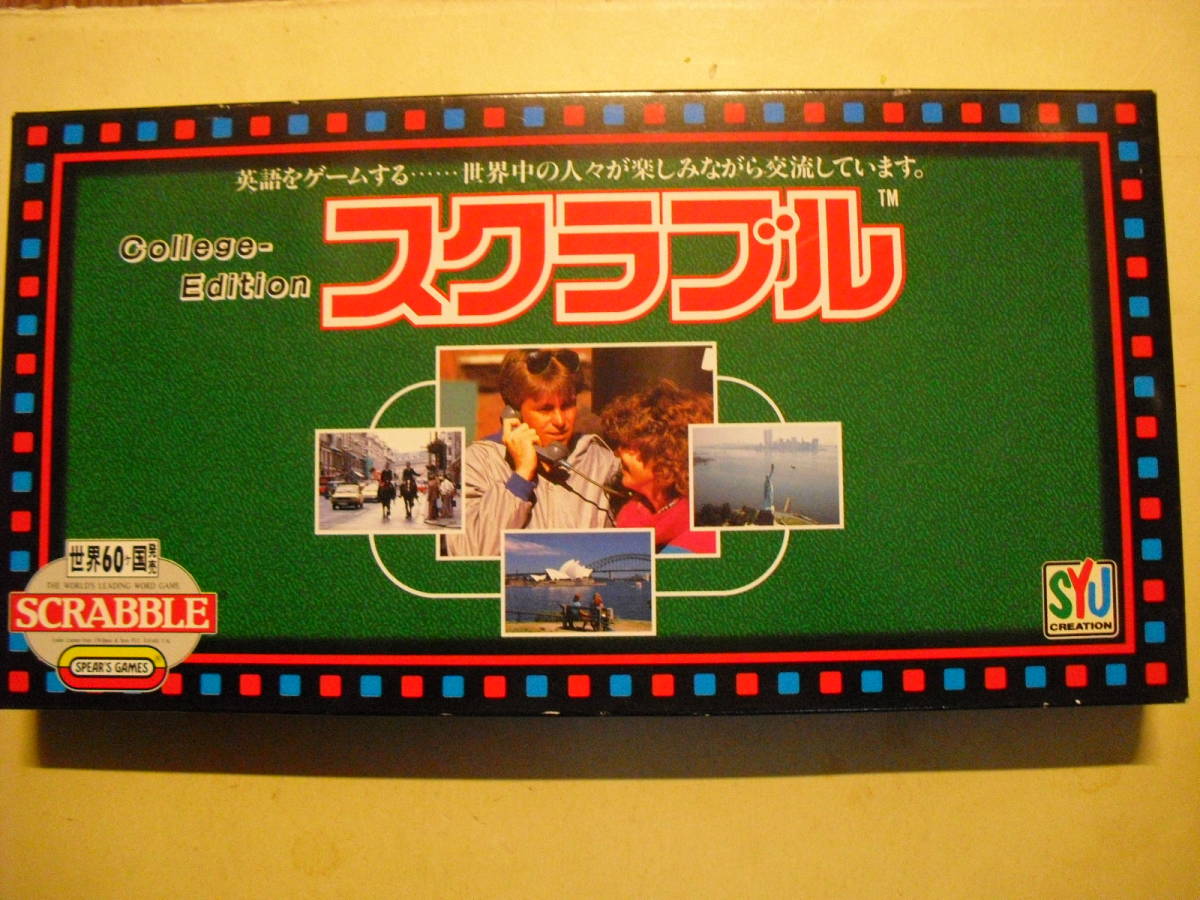 英語をゲームする……世界中の人々が楽しみながら交流しています。
College-
Edition
スクラブル™
世界60ヶ国発売
THE WORLD'S LEADING WORD GAME
SCRABBLE®
SPEAR'S GAMES®
SYU
CREATION